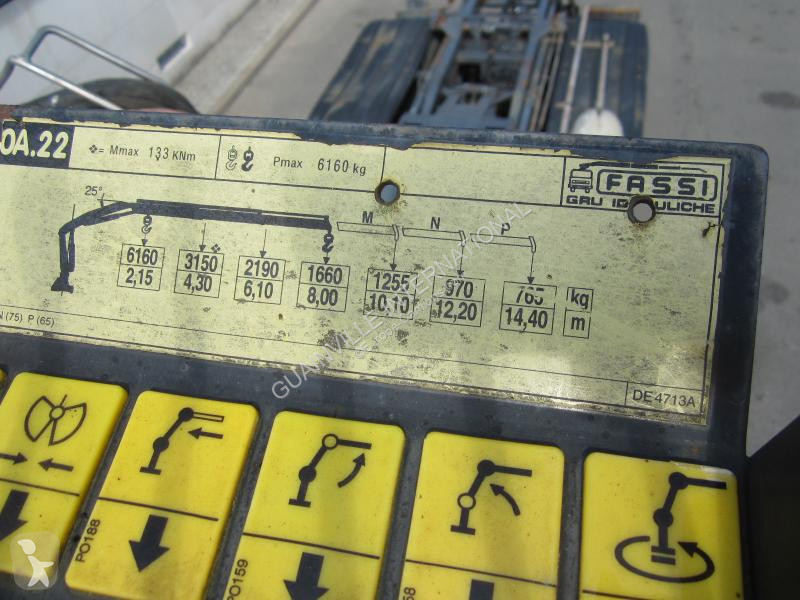 0A.22
= Mmax 133 KNm
Pmax 6160 kg
FASSI
GRU IDRAULICHE
25°
M N P
6160 3150 2190 1660 1255 970 765 kg
2,15 4,30 6,10 8,00 10,10 12,20 14,40 m
N (75) P (65)
DE4713A
GUAINVILLE INTERNATIONAL
PO188
PO159
58